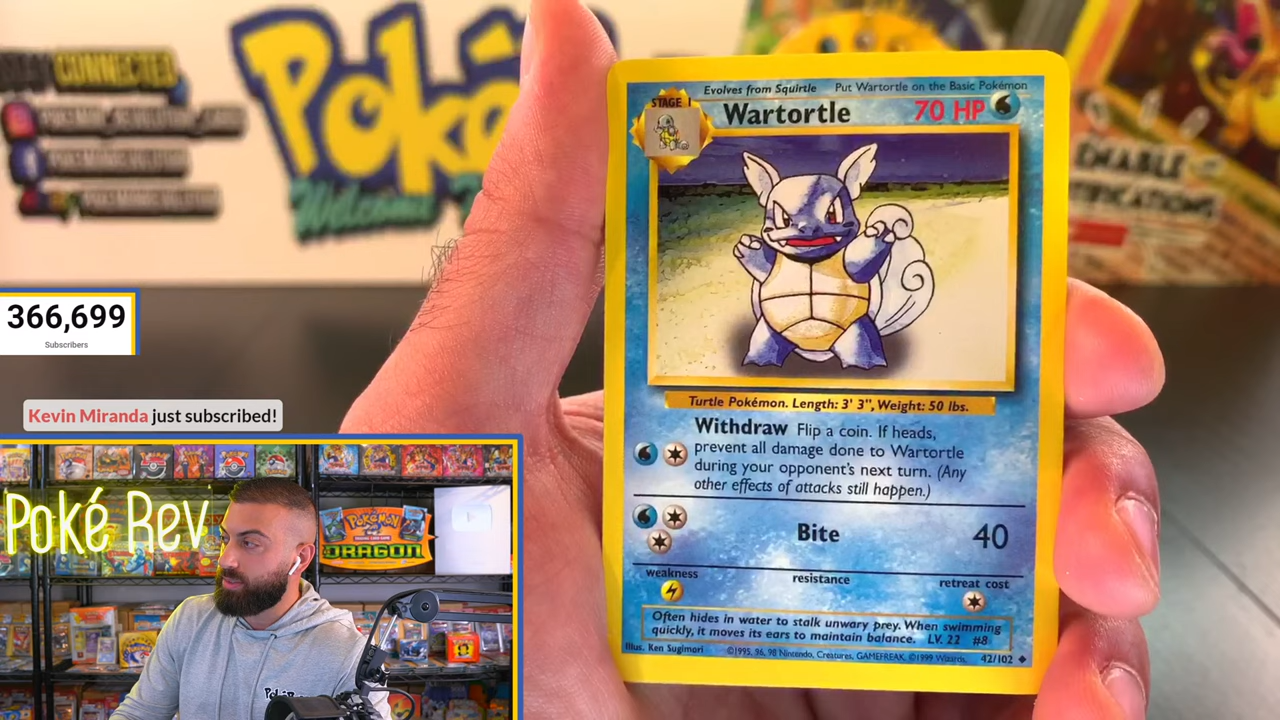 CONNECTED
Poké
Welcome
ENABLE
366,699
Subscribers
Kevin Miranda just subscribed!
Poké Rev
POKéMON
DRAGON
Evolves from Squirtle Put Wartortle on the Basic Pokémon
STAGE 1
Wartortle 70 HP
Turtle Pokémon. Length: 3' 3", Weight: 50 lbs.
Withdraw Flip a coin. If heads,
prevent all damage done to Wartortle
during your opponent's next turn. (Any
other effects of attacks still happen.)
Bite 40
weakness resistance retreat cost
Often hides in water to stalk unwary prey. When swimming
quickly, it moves its ears to maintain balance. LV. 22 #8
Illus. Ken Sugimori ©1995, 96, 98 Nintendo, Creatures, GAMEFREAK. ©1999 Wizards. 42/102